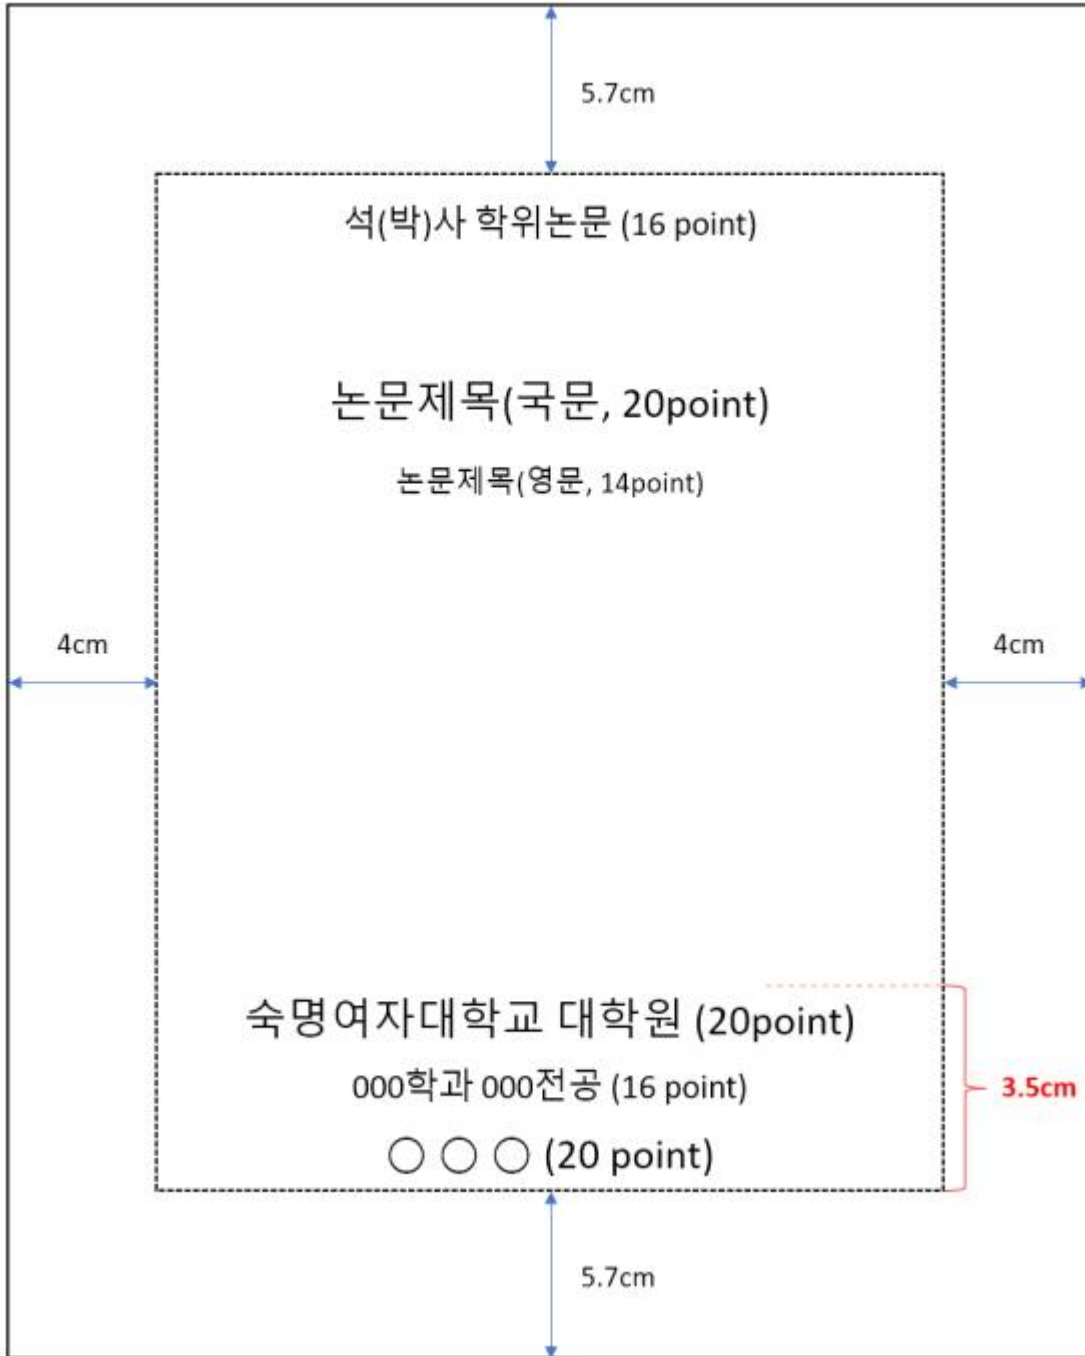 5.7cm
석(박)사 학위논문 (16 point)
논문제목(국문, 20point)
논문제목(영문, 14point)
4cm
4cm
숙명여자대학교 대학원 (20point)
000학과 000전공 (16 point)
3.5cm
○ ○ ○ (20 point)
5.7cm